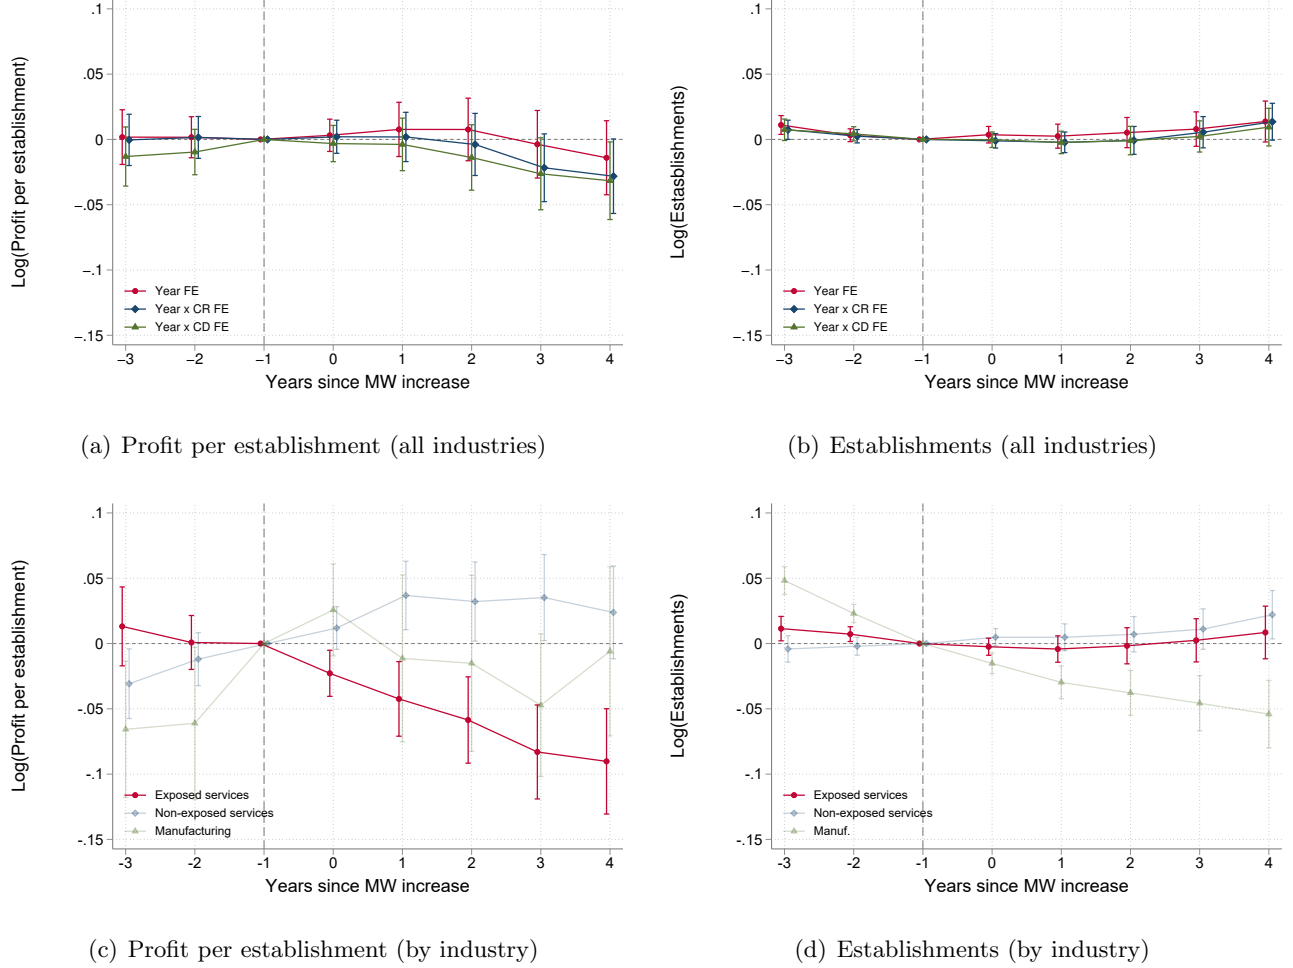 .1
.05
0
−.05
−.1
−.15
Log(Profit per establishment)
Year FE
Year x CR FE
Year x CD FE
−3 −2 −1 0 1 2 3 4
Years since MW increase
(a) Profit per establishment (all industries)
.1
.05
0
−.05
−.1
−.15
Log(Estasblishments)
Year FE
Year x CR FE
Year x CD FE
−3 −2 −1 0 1 2 3 4
Years since MW increase
(b) Establishments (all industries)
.1
.05
0
-.05
-.1
-.15
Log(Profit per establishment)
Exposed services
Non-exposed services
Manufacturing
-3 -2 -1 0 1 2 3 4
Years since MW increase
(c) Profit per establishment (by industry)
.1
.05
0
-.05
-.1
-.15
Log(Establishments)
Exposed services
Non-exposed services
Manuf.
-3 -2 -1 0 1 2 3 4
Years since MW increase
(d) Establishments (by industry)